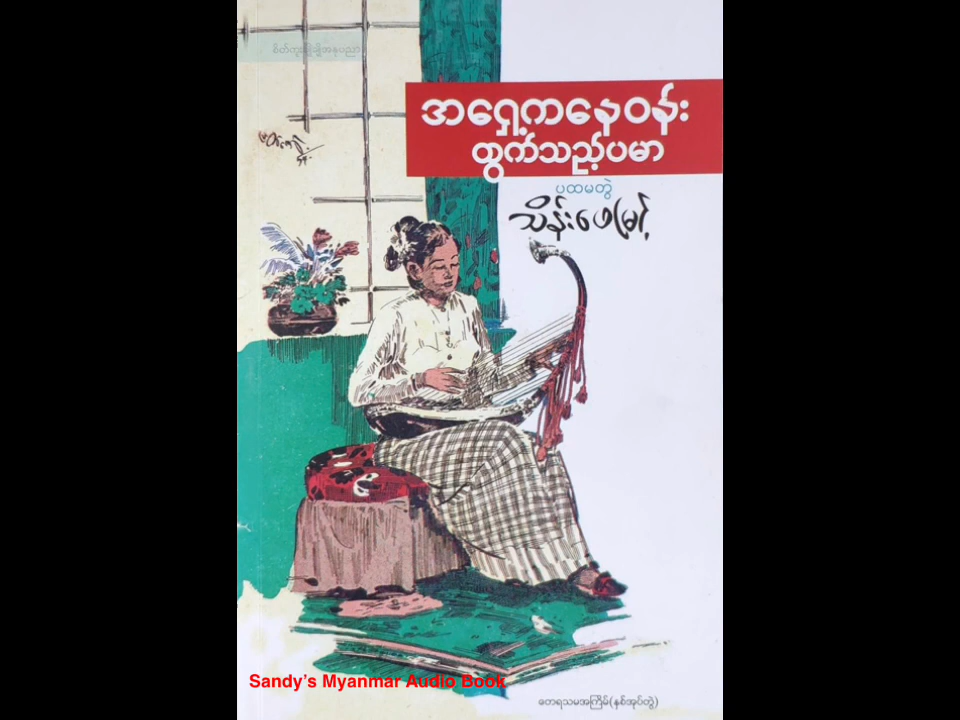 စိတ်ကူးချိုချိုအနုပညာ
အရှေ့ကနေဝန်း
ထွက်သည့်ပမာ
ပထမတွဲ
သိန်းဖေမြင့်
Sandy's Myanmar Audio Book
တေရသမအကြိမ်(နှစ်အုပ်တွဲ)